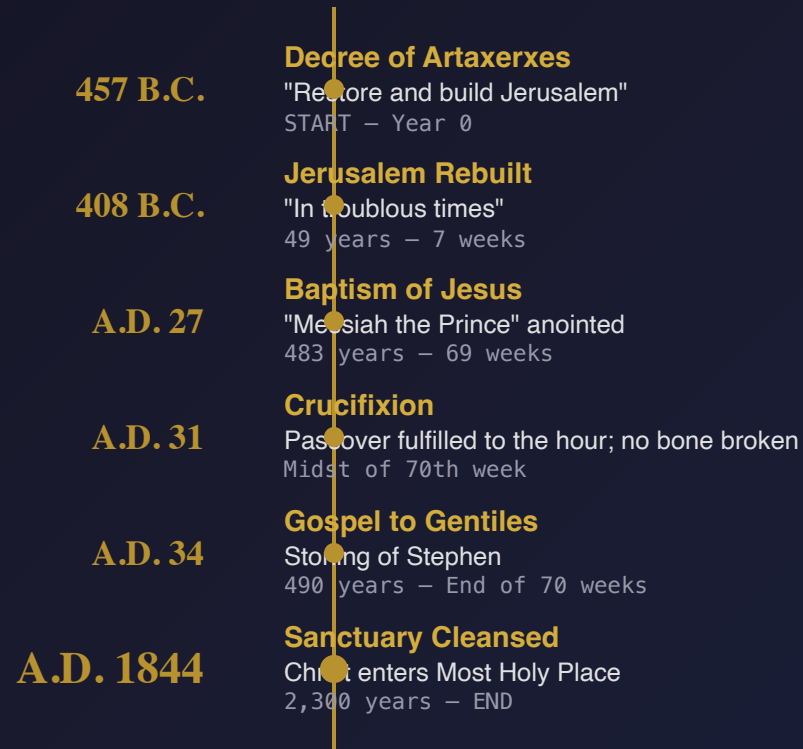 457 B.C.
Decree of Artaxerxes
"Restore and build Jerusalem"
START — Year 0
408 B.C.
Jerusalem Rebuilt
"In troublous times"
49 years — 7 weeks
A.D. 27
Baptism of Jesus
"Messiah the Prince" anointed
483 years — 69 weeks
A.D. 31
Crucifixion
Passover fulfilled to the hour; no bone broken
Midst of 70th week
A.D. 34
Gospel to Gentiles
Stoning of Stephen
490 years — End of 70 weeks
A.D. 1844
Sanctuary Cleansed
Christ enters Most Holy Place
2,300 years — END